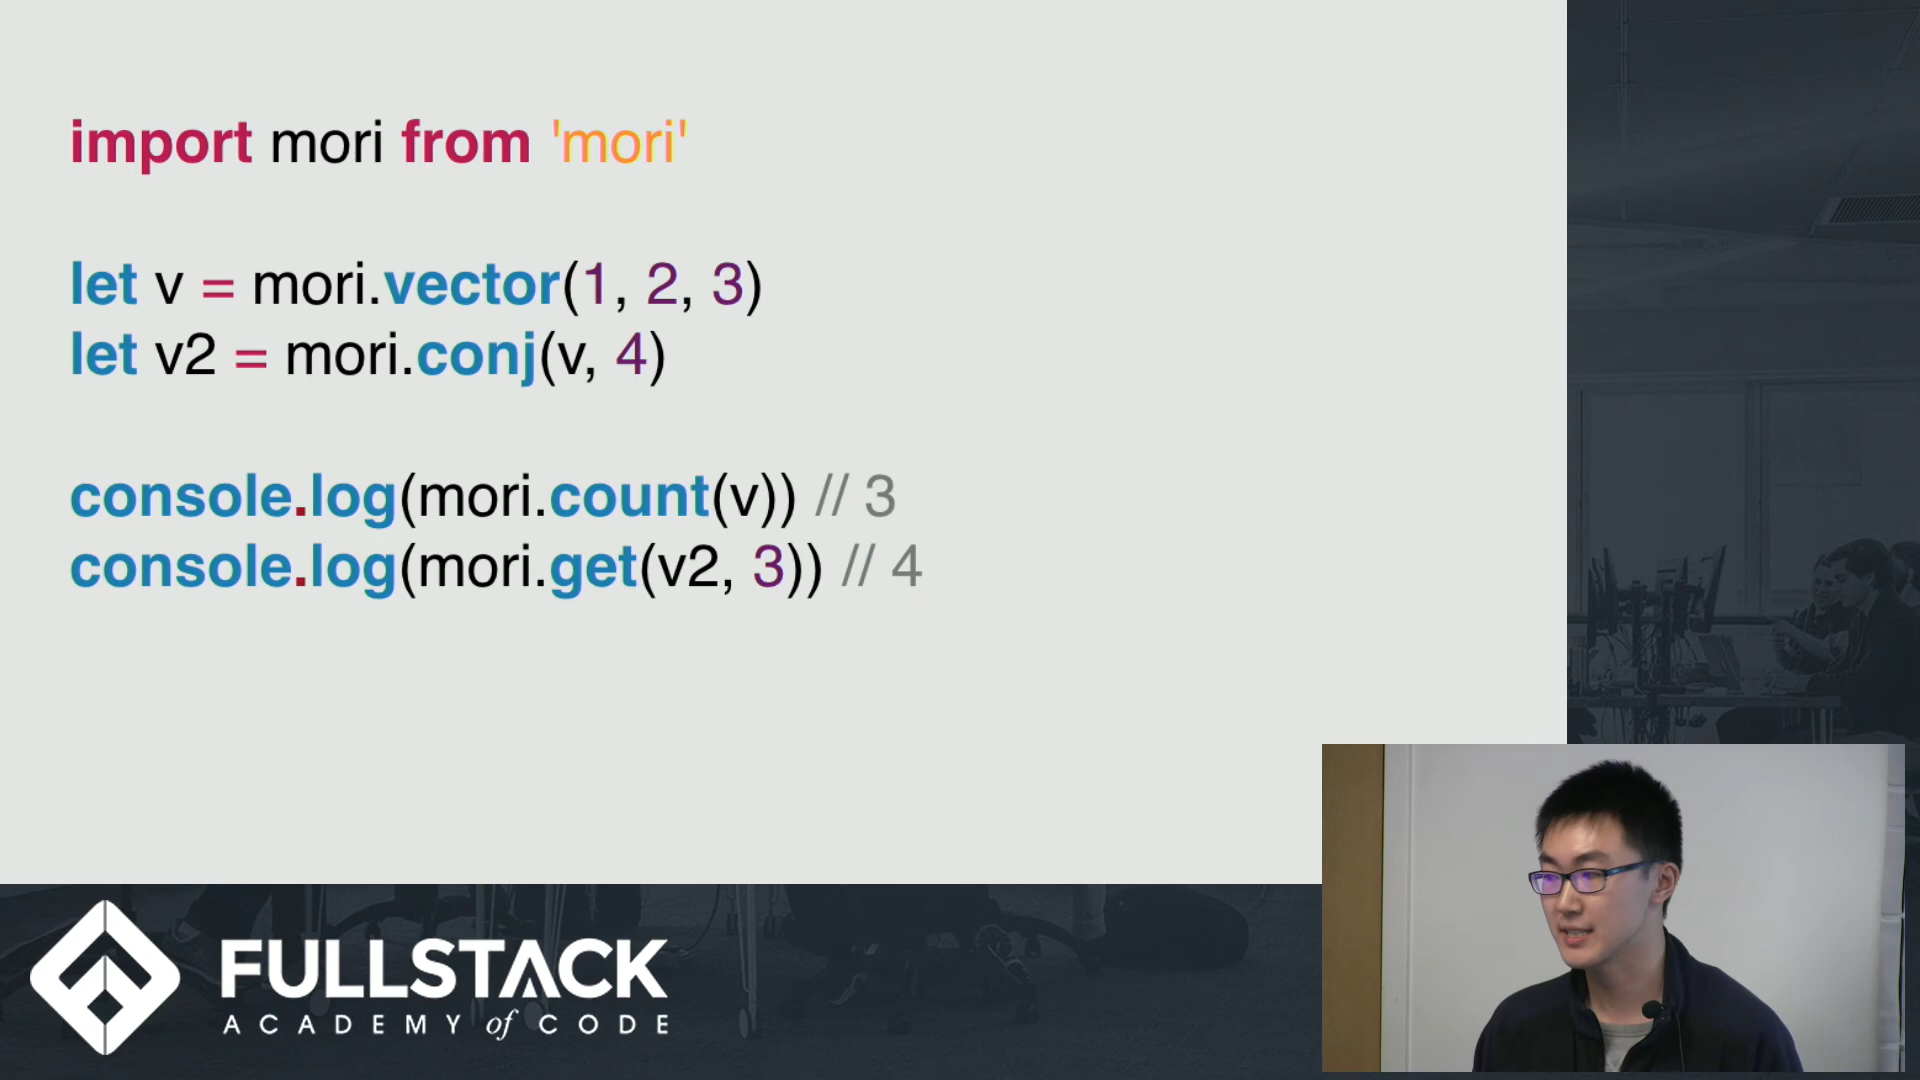 import mori from 'mori'
let v = mori.vector(1, 2, 3)
let v2 = mori.conj(v, 4)
console.log(mori.count(v)) // 3
console.log(mori.get(v2, 3)) // 4
FULLSTACK
ACADEMY of CODE